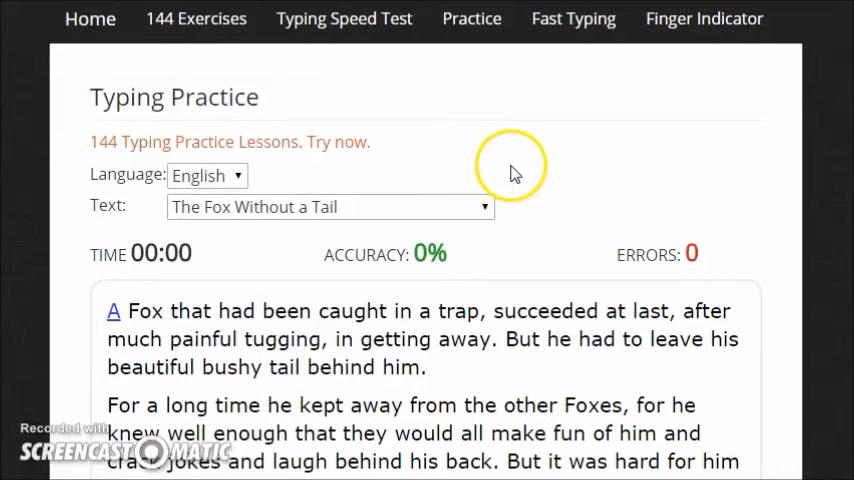 Home 144 Exercises Typing Speed Test Practice Fast Typing Finger Indicator
Typing Practice
144 Typing Practice Lessons. Try now.
Language: English
Text: The Fox Without a Tail
TIME 00:00 ACCURACY: 0% ERRORS: 0
A Fox that had been caught in a trap, succeeded at last, after
much painful tugging, in getting away. But he had to leave his
beautiful bushy tail behind him.
For a long time he kept away from the other Foxes, for he
knew well enough that they would all make fun of him and
crack jokes and laugh behind his back. But it was hard for him
Recorded with
SCREENCAST MATIC